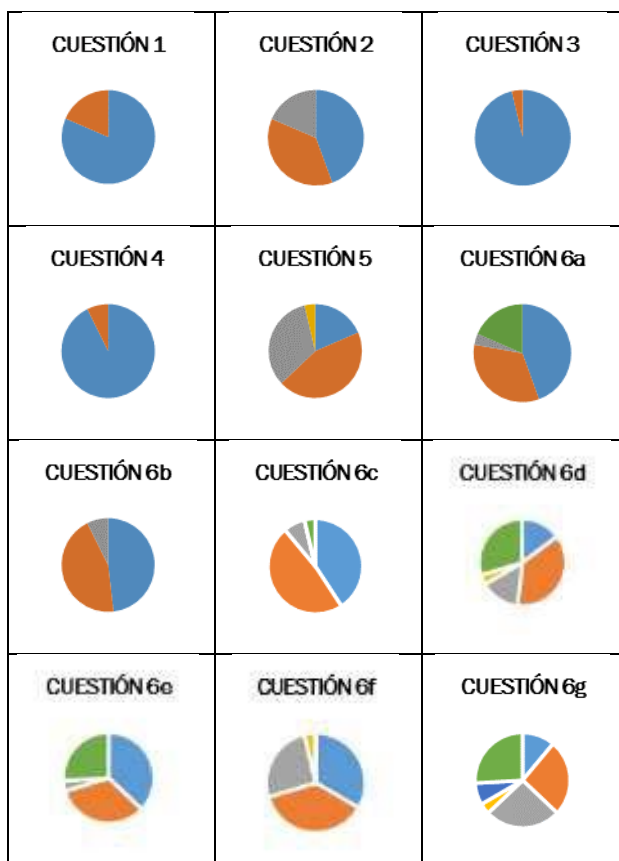 CUESTIÓN 1
CUESTIÓN 2
CUESTIÓN 3
CUESTIÓN 4
CUESTIÓN 5
CUESTIÓN 6a
CUESTIÓN 6b
CUESTIÓN 6c
CUESTIÓN 6d
CUESTIÓN 6e
CUESTIÓN 6f
CUESTIÓN 6g